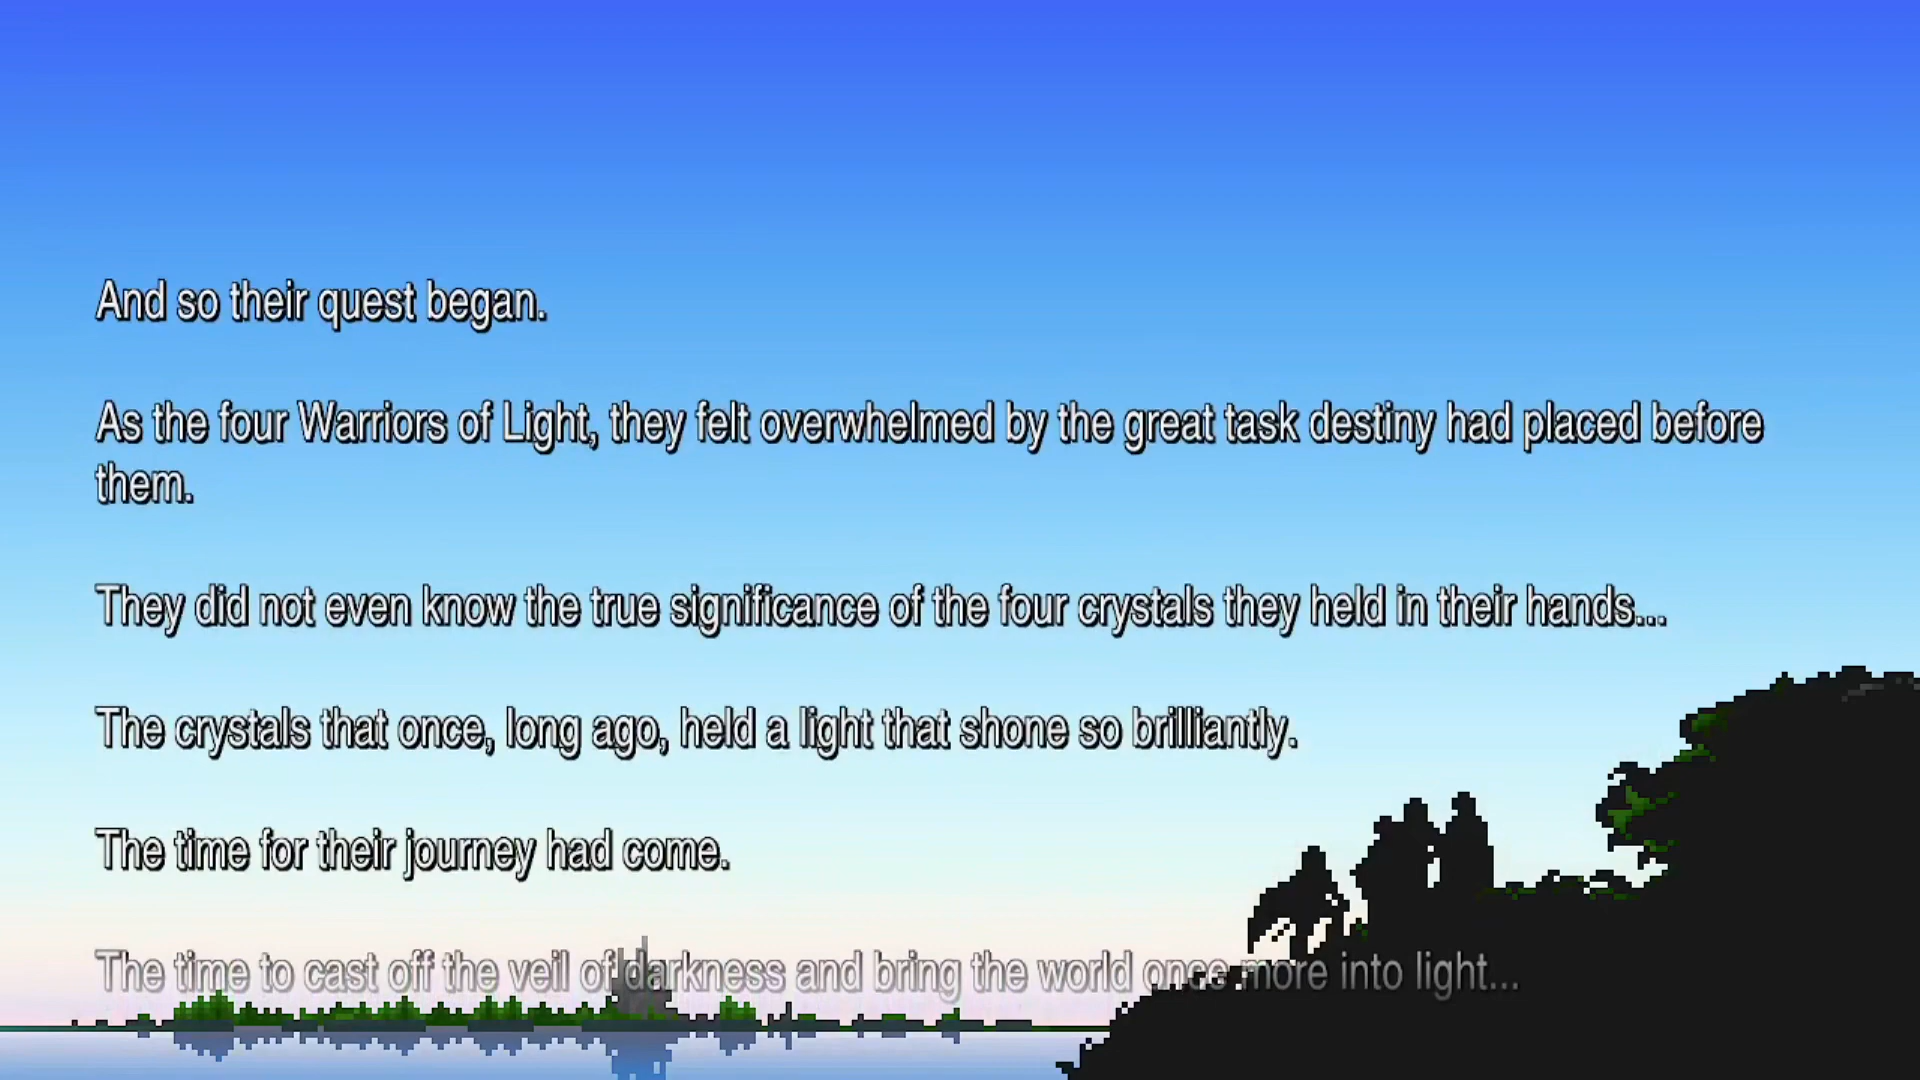 And so their quest began.
As the four Warriors of Light, they felt overwhelmed by the great task destiny had placed before
them.
They did not even know the true significance of the four crystals they held in their hands...
The crystals that once, long ago, held a light that shone so brilliantly.
The time for their journey had come.
The time to cast off the veil of darkness and bring the world once more into light...